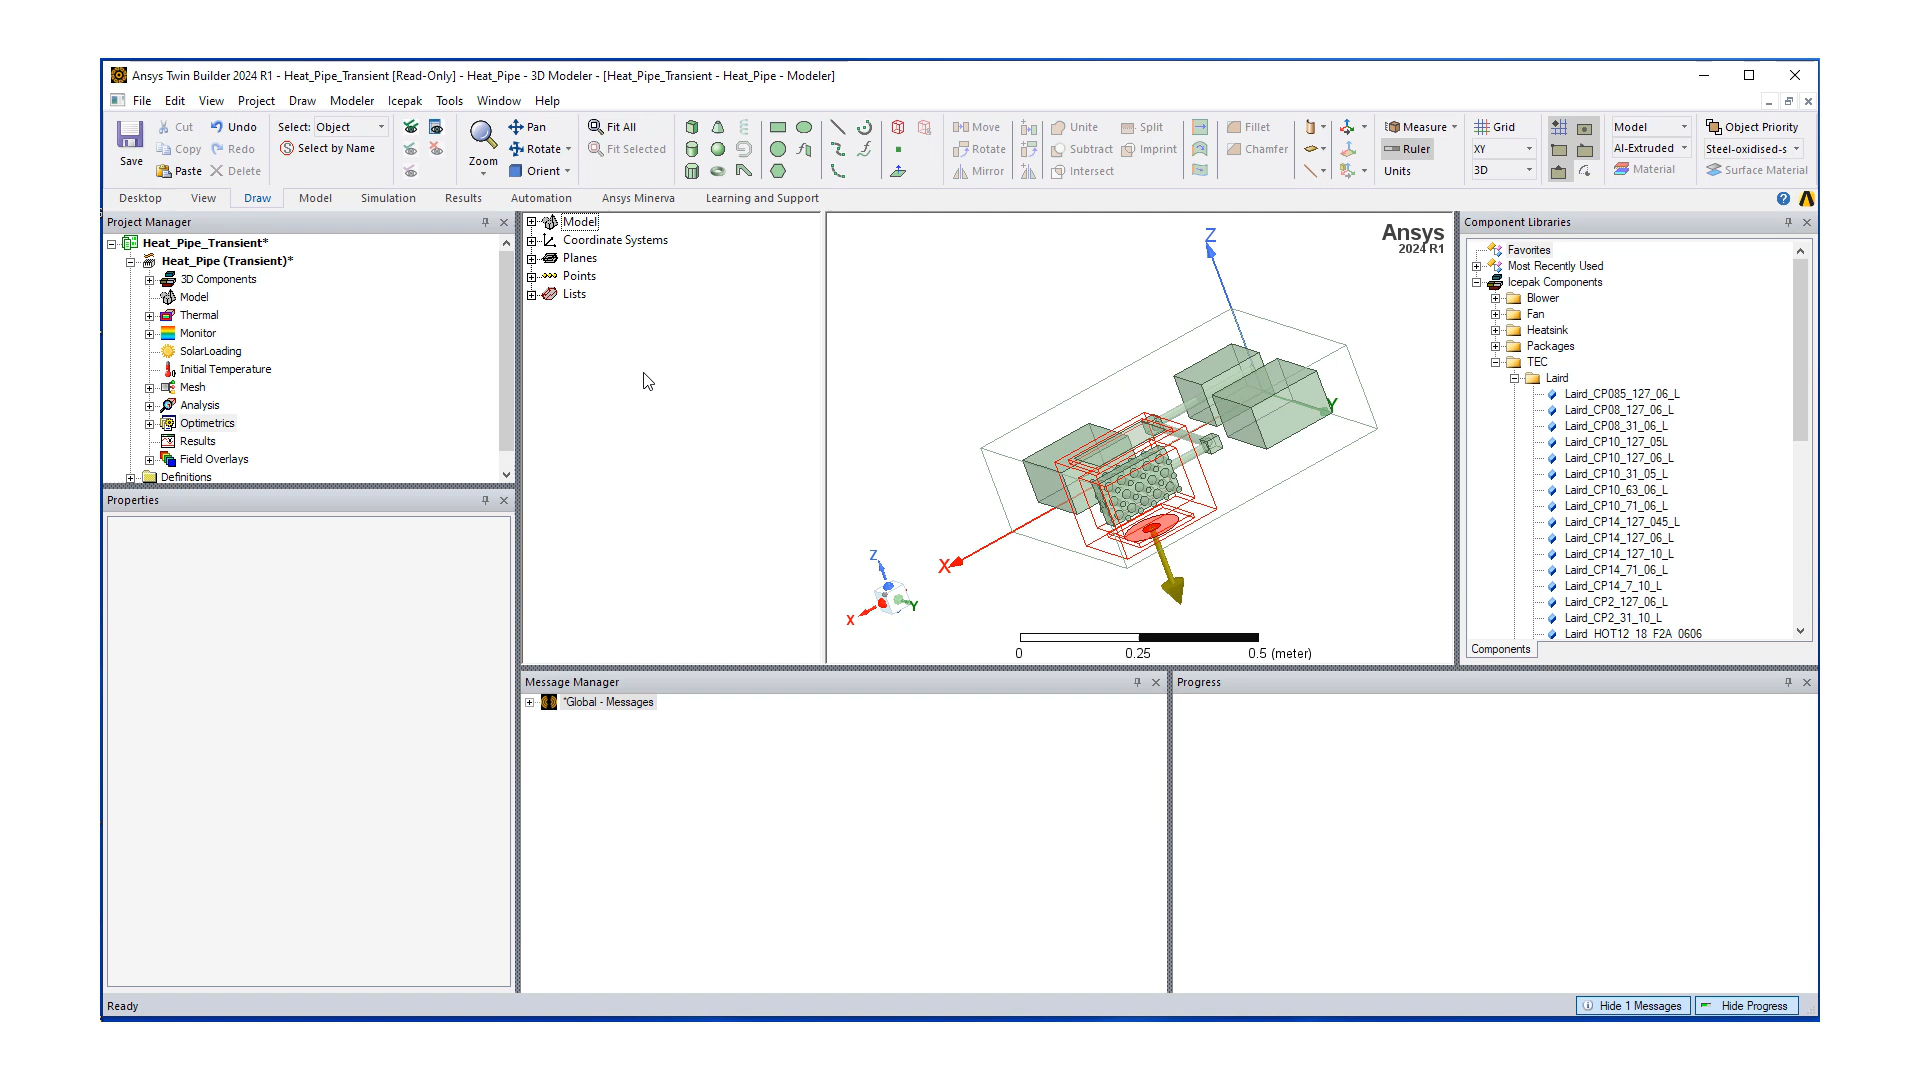 Ansys Twin Builder 2024 R1 - Heat_Pipe_Transient [Read-Only] - Heat_Pipe - 3D Modeler - [Heat_Pipe_Transient - Heat_Pipe - Modeler]
File Edit View Project Draw Modeler Icepak Tools Window Help
Save
Cut
Copy
Paste
Undo
Redo
Delete
Select: Object
Select by Name
Zoom
Pan
Rotate
Orient
Fit All
Fit Selected
Move
Rotate
Mirror
Unite
Subtract
Intersect
Split
Imprint
Fillet
Chamfer
Measure
Ruler
Units
Grid
XY
3D
Model
Al-Extruded
Material
Object Priority
Steel-oxidised-s
Surface Material
Desktop View Draw Model Simulation Results Automation Ansys Minerva Learning and Support
Project Manager
Heat_Pipe_Transient*
Heat_Pipe (Transient)*
3D Components
Model
Thermal
Monitor
SolarLoading
Initial Temperature
Mesh
Analysis
Optimetrics
Results
Field Overlays
Definitions
Properties
Model
Coordinate Systems
Planes
Points
Lists
Ansys
2024 R1
Z
Y
X
Z
Y
X
0 0.25 0.5 (meter)
Component Libraries
Favorites
Most Recently Used
Icepak Components
Blower
Fan
Heatsink
Packages
TEC
Laird
Laird_CP085_127_06_L
Laird_CP08_127_06_L
Laird_CP08_31_06_L
Laird_CP10_127_05L
Laird_CP10_127_06_L
Laird_CP10_31_05_L
Laird_CP10_63_06_L
Laird_CP10_71_06_L
Laird_CP14_127_045_L
Laird_CP14_127_06_L
Laird_CP14_127_10_L
Laird_CP14_71_06_L
Laird_CP14_7_10_L
Laird_CP2_127_06_L
Laird_CP2_31_10_L
Laird_HOT12_18_F2A_0606
Components
Message Manager
*Global - Messages
Progress
Ready
Hide 1 Messages
Hide Progress